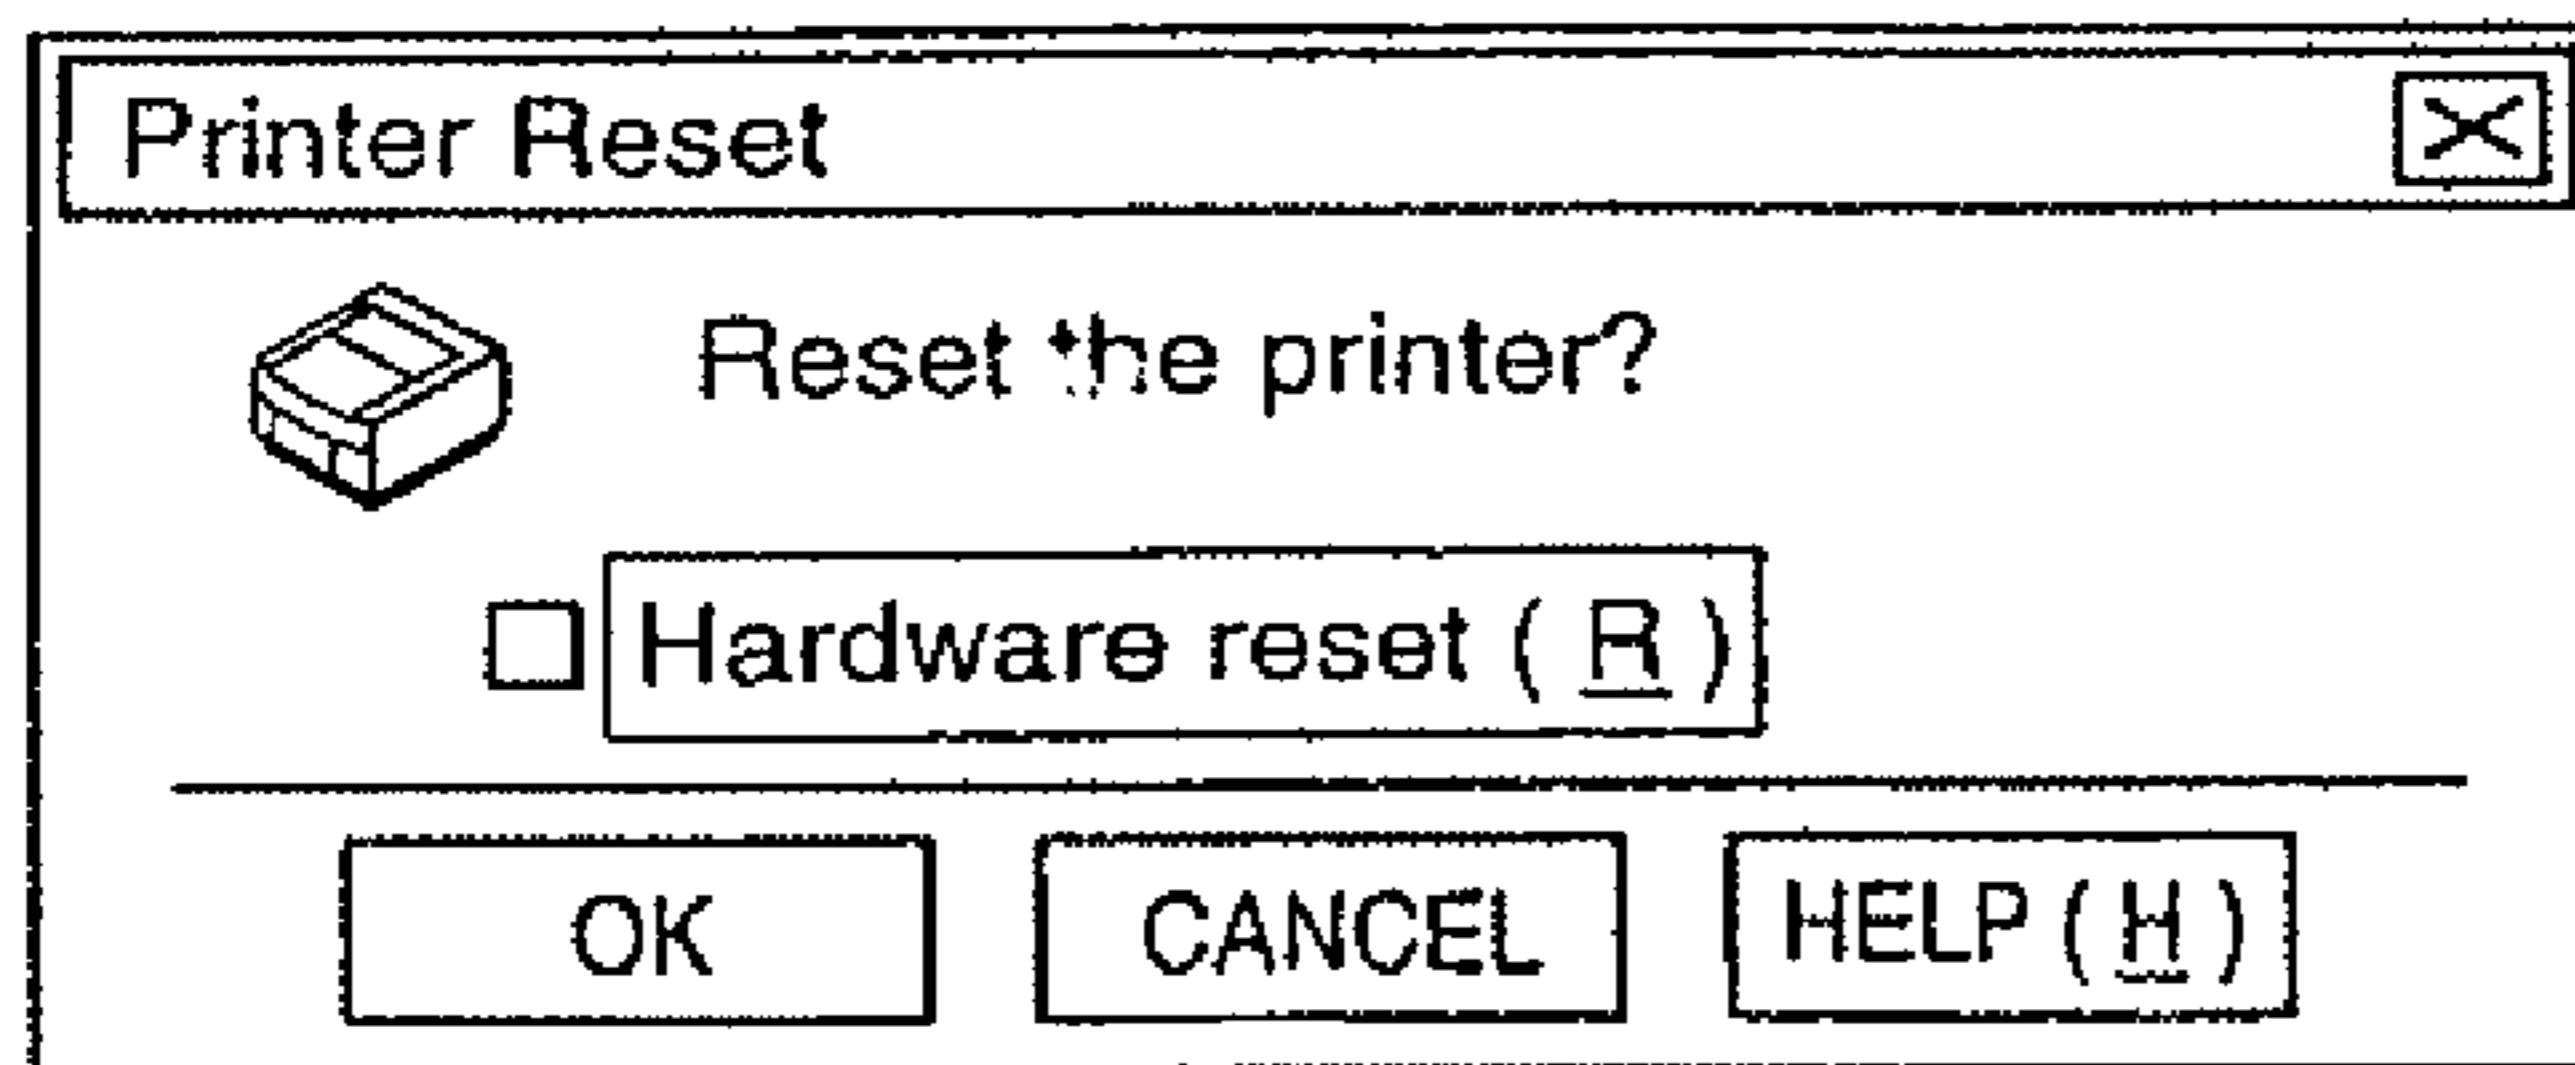 Printer Reset
Reset the printer?
Hardware reset ( R )
OK
CANCEL
HELP ( H )